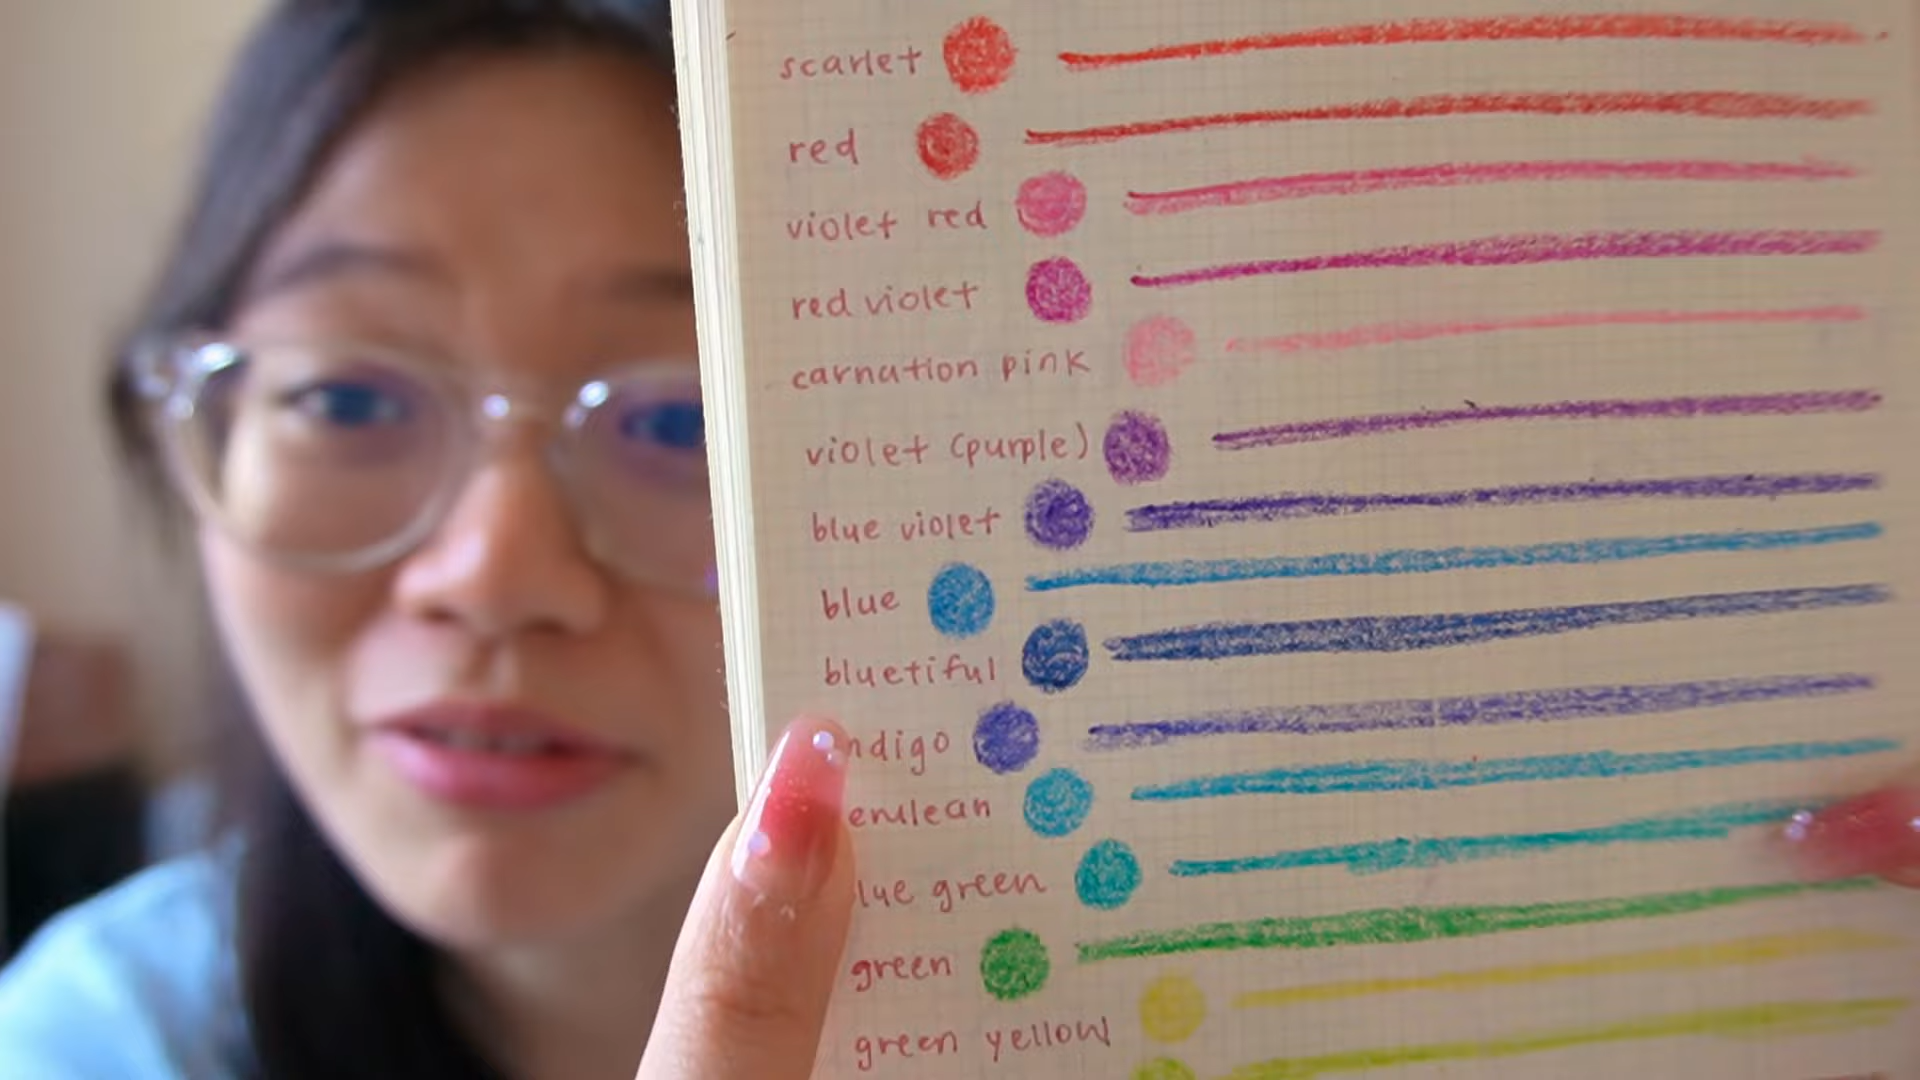 scarlet
red
violet red
red violet
carnation pink
violet (purple)
blue violet
blue
bluetiful
ndigo
erulean
lue green
green
green yellow